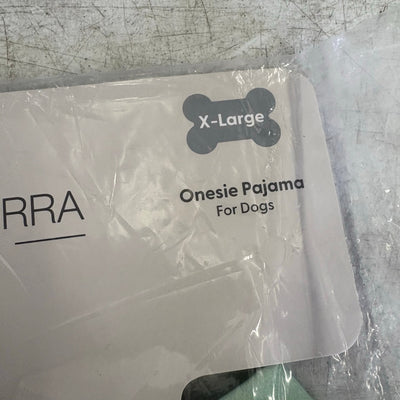 X-Large
RRA
Onesie Pajama
For Dogs